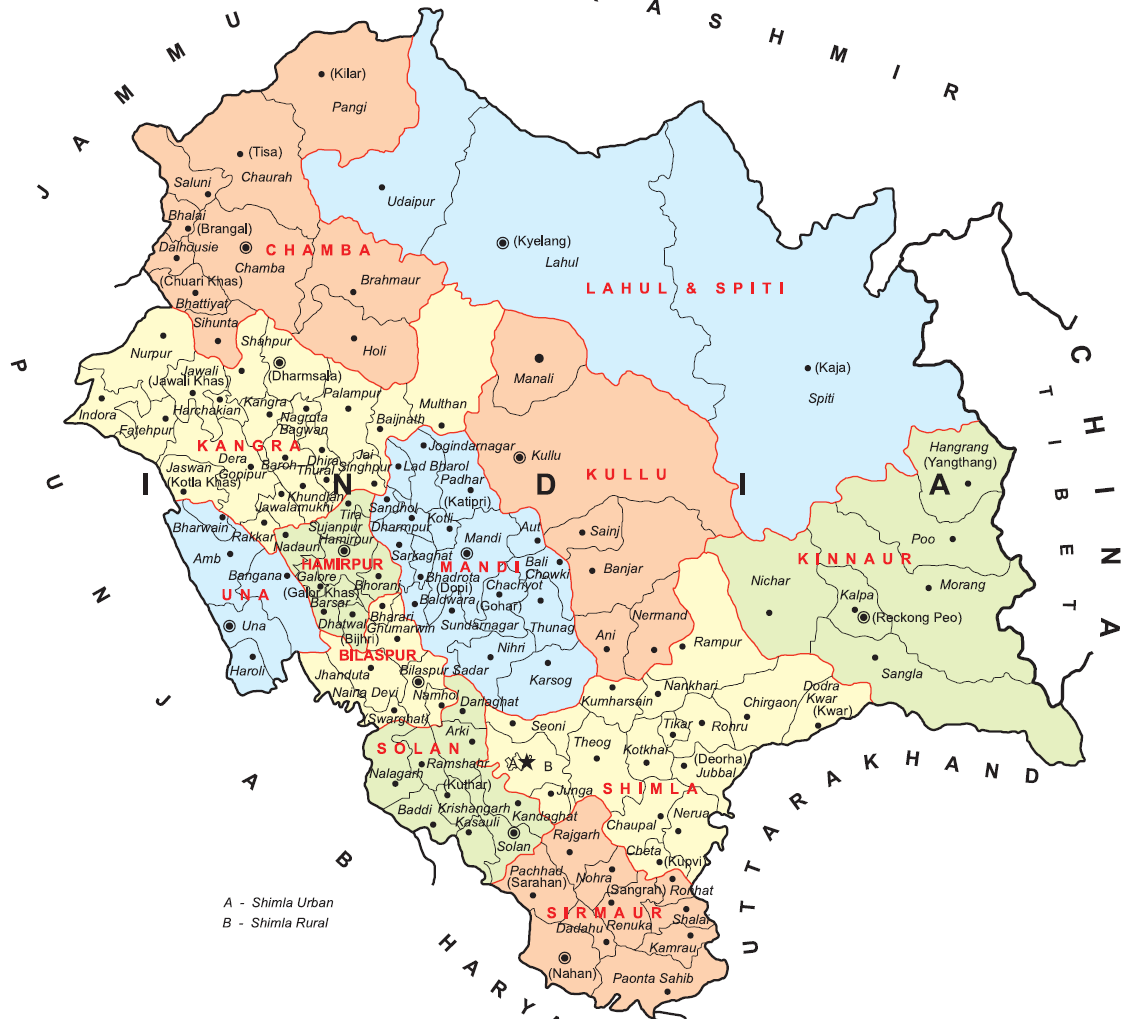 JAMMU
KASHMIR
(Kilar)
Pangi
(Tisa)
Chaurah
Saluni
Udaipur
Bhalai
(Brangal)
Dalhousie
CHAMBA
Chamba
(Kyelang)
Lahul
(Chuari Khas)
Bhattiyat
Brahmaur
LAHUL & SPITI
Sihunta
Holi
Nurpur
Shahpur
Jawali
(Jawali Khas)
(Dharmsala)
Manali
(Kaja)
Spiti
CHINA
TIBET
Indora
Harchakian
Kangra
Palampur
Multhan
Fatehpur
Nagrota
Bagwan
Baijnath
KANGRA
Jogindarnagar
Hangrang
(Yangthang)
Dera
Gopipur
Baroh
Dhira
Jai
Singhpur
Thural
Lad Bharol
Kullu
KULLU
Jaswan
(Kotla Khas)
Padhar
(Katipri)
INDIA
Khundian
Jawalamukhi
Tira
Sujanpur
Sandhol
Dharmpur
Kotli
Aut
Sainj
Bharwain
Rakkar
Nadaun
Hamirpur
Mandi
Poo
Amb
Sarkaghat
MANDI
Bali
Chowki
KINNAUR
Bangana
HAMIRPUR
Galore
(Galor Khas)
Bhoranj
Bhadrota
(Dopi)
Chachyot
(Gohar)
Banjar
Nichar
Morang
UNA
Barsar
Baldwara
Kalpa
(Reckong Peo)
PUNJAB
Una
Dhatwal
(Bijhri)
Bharari
Ghumarwin
Sundarnagar
Thunag
Ani
Nermand
Rampur
Haroli
BILASPUR
Nihri
Sangla
Jhanduta
Bilaspur Sadar
Karsog
Naina Devi
(Swarghat)
Namhol
Darlaghat
Kumharsain
Nankhari
Chirgaon
Dodra
Kwar
(Kwar)
Arki
Seoni
Tikar
Rohru
SOLAN
Ramshahr
A
B
Theog
Kotkhai
(Deorha)
Jubbal
UTTARAKHAND
Nalagarh
(Kuthar)
Junga
SHIMLA
Baddi
Krishangarh
Kandaghat
Nerua
Kasauli
Chaupal
Solan
Rajgarh
Cheta
(Kupvi)
Pachhad
(Sarahan)
Nohra
(Sangrah)
Ronhat
A - Shimla Urban
B - Shimla Rural
SIRMAUR
Renuka
Shalai
Dadahu
Kamrau
(Nahan)
Paonta Sahib
HARYA